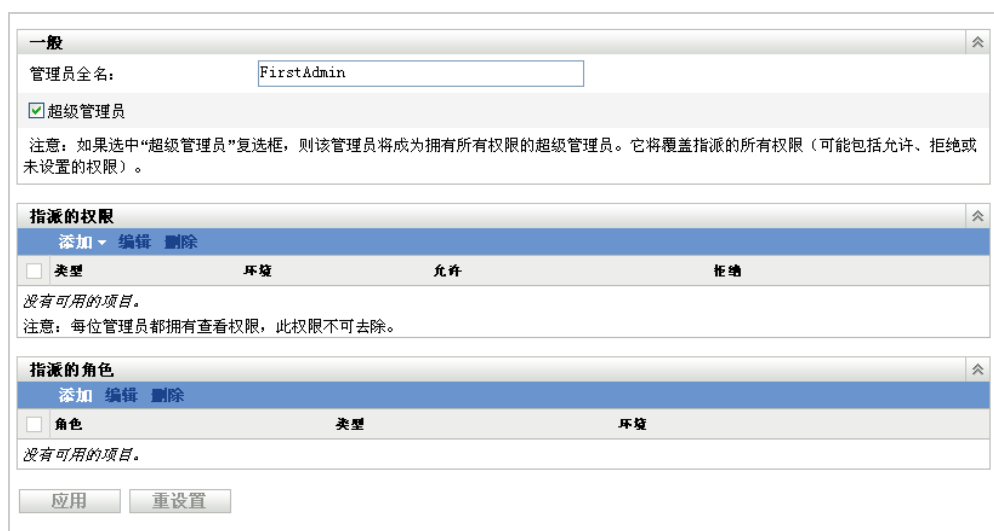 一般
管理员全名： FirstAdmin
超级管理员
注意：如果选中“超级管理员”复选框，则该管理员将成为拥有所有权限的超级管理员。它将覆盖指派的所有权限（可能包括允许、拒绝或
未设置的权限）。
指派的权限
添加 编辑 删除
类型 环境 允许 拒绝
没有可用的项目。
注意：每位管理员都拥有查看权限，此权限不可去除。
指派的角色
添加 编辑 删除
角色 类型 环境
没有可用的项目。
应用 重设置